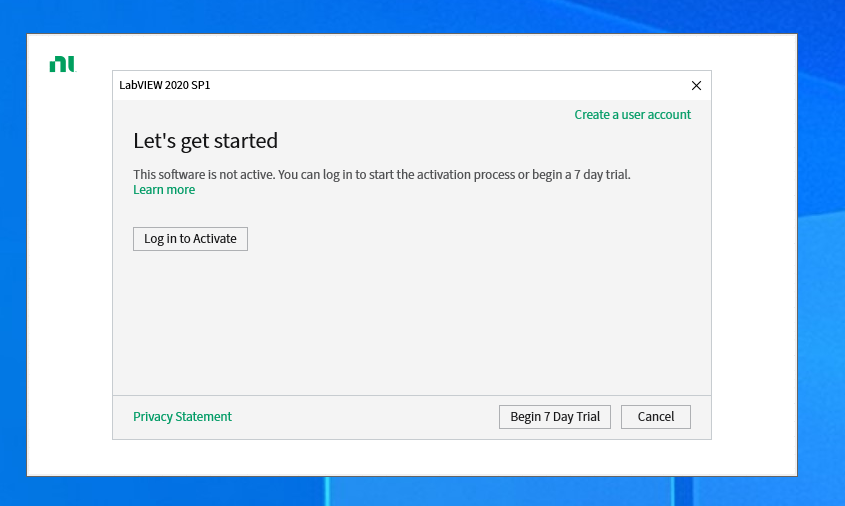 ni
LabVIEW 2020 SP1
Create a user account
Let's get started
This software is not active. You can log in to start the activation process or begin a 7 day trial.
Learn more
Log in to Activate
Privacy Statement
Begin 7 Day Trial
Cancel